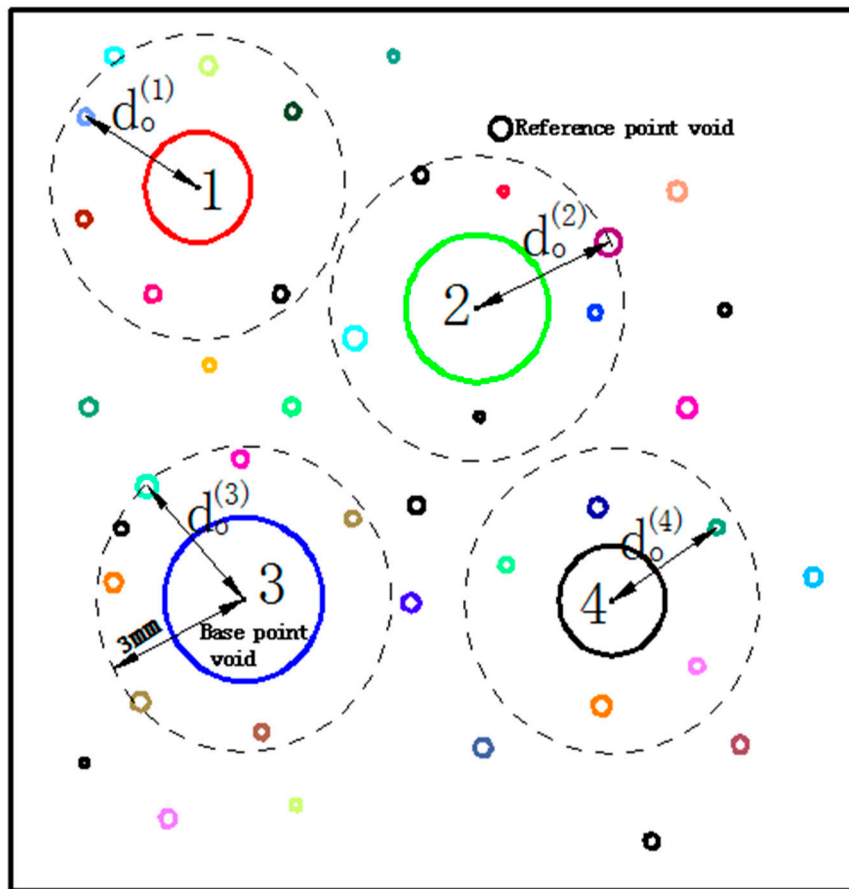 d₀⁽¹⁾
1
Reference point void
d₀⁽²⁾
2
d₀⁽³⁾
3
3mm
Base point
void
d₀⁽⁴⁾
4